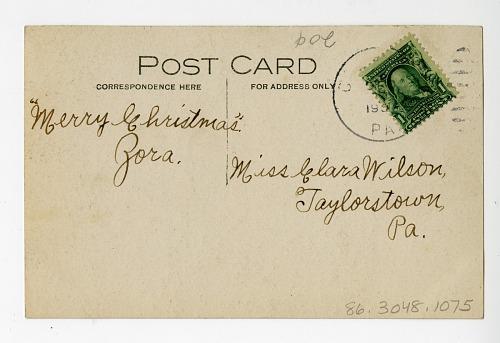 POST CARD
CORRESPONDENCE HERE
FOR ADDRESS ONLY
"Merry Christmas".
Zora.
Miss Clara Wilson,
Taylorstown,
Pa.
PA
86.3048.1075